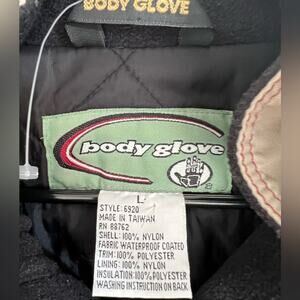 BODY GLOVE
body glove
®
L
STYLE: 6920
MADE IN TAIWAN
RN 88762
SHELL: 100% NYLON
FABRIC WATERPROOF COATED
TRIM: 100% POLYESTER
LINING: 100% NYLON
INSULATION: 100% POLYESTER
WASHING INSTRUCTION ON BACK